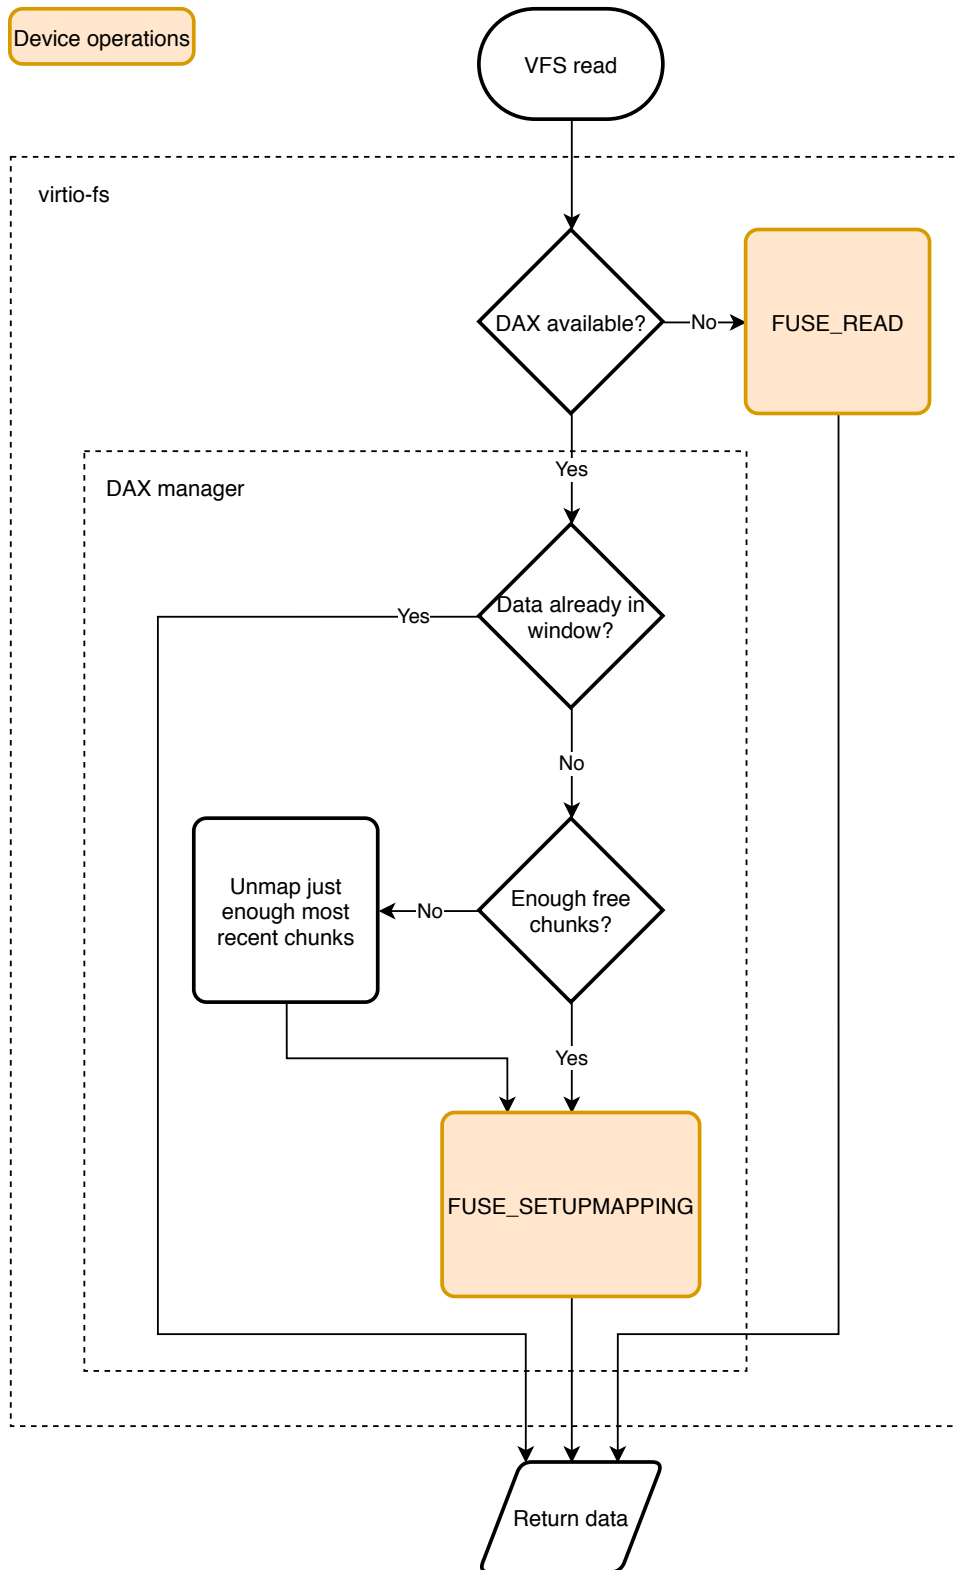 Device operations
VFS read
virtio-fs
DAX available?
No
FUSE_READ
Yes
DAX manager
Data already in
window?
Yes
No
Unmap just
enough most
recent chunks
No
Enough free
chunks?
Yes
FUSE_SETUPMAPPING
Return data